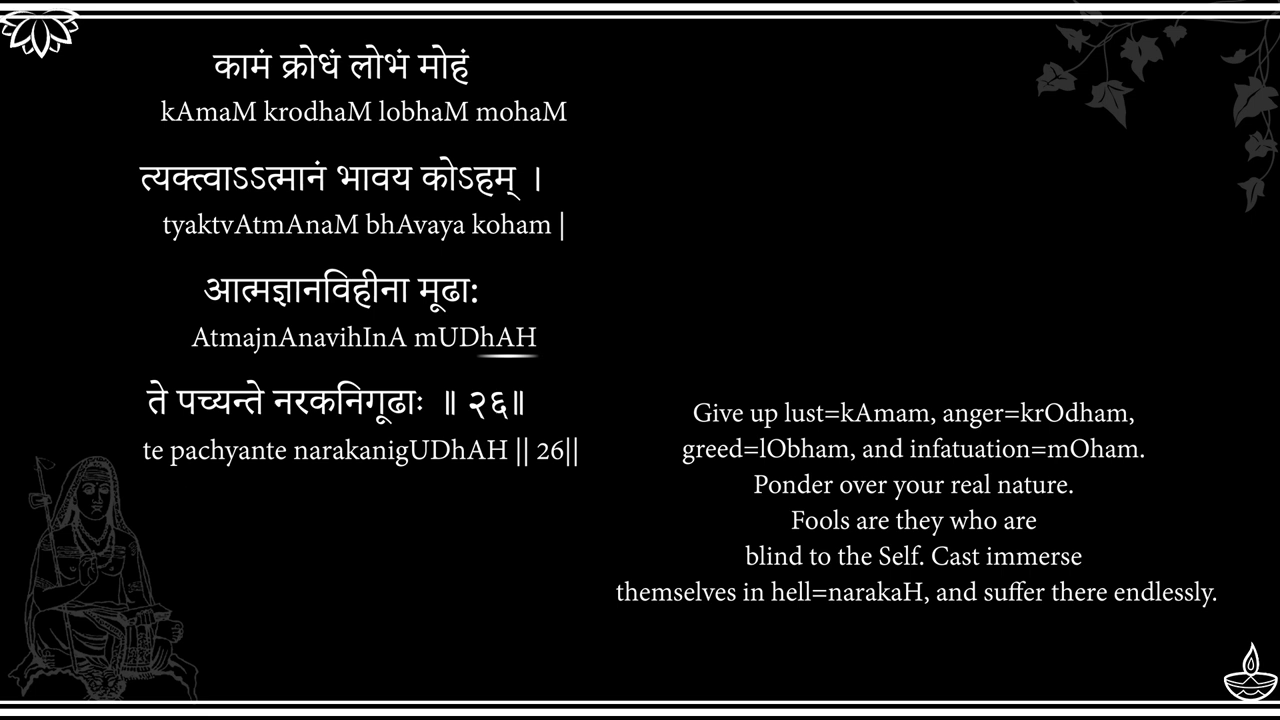 कामं क्रोधं लोभं मोहं
kAmaM krodhaM lobhaM mohaM
त्यक्त्वाऽऽत्मानं भावय कोऽहम् ।
tyaktvAtmAnaM bhAvaya koham |
आत्मज्ञानविहीना मूढा:
AtmajnAnavihInA mUDhAH
ते पच्यन्ते नरकनिगूढाः ॥ २६॥
te pachyante narakanigUDhAH || 26||
Give up lust=kAmam, anger=krOdham,
greed=lObham, and infatuation=mOham.
Ponder over your real nature.
Fools are they who are
blind to the Self. Cast immerse
themselves in hell=narakaH, and suffer there endlessly.